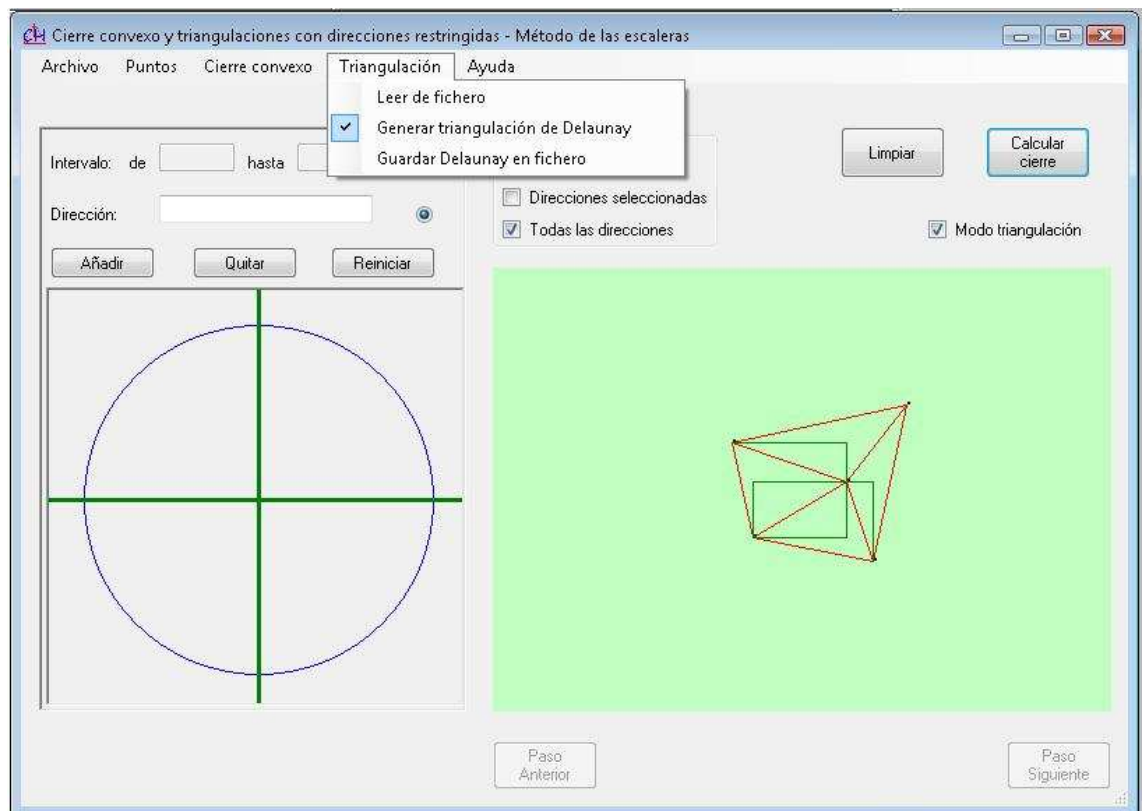 Cierre convexo y triangulaciones con direcciones restringidas - Método de las escaleras
Archivo Puntos Cierre convexo Triangulación Ayuda
Leer de fichero
Generar triangulación de Delaunay
Guardar Delaunay en fichero
Intervalo: de hasta
Dirección:
Añadir Quitar Reiniciar
Direcciones seleccionadas
Todas las direcciones
Limpiar
Calcular
cierre
Modo triangulación
Paso
Anterior
Paso
Siguiente